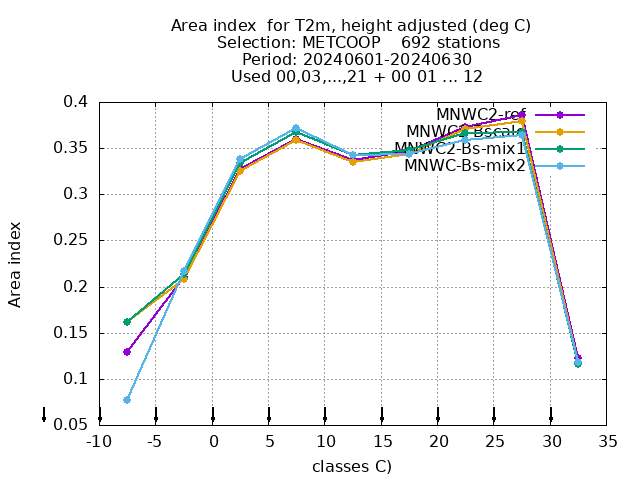 Area index  for T2m, height adjusted (deg C)
Selection: METCOOP    692 stations
Period: 20240601-20240630
Used 00,03,...,21 + 00 01 ... 12
MNWC2-ref
MNWC2-Bscale
MNWC2-Bs-mix1
MNWC-Bs-mix2
0.4
0.35
0.3
0.25
0.2
0.15
0.1
0.05
Area index
-10 -5 0 5 10 15 20 25 30 35
classes C)